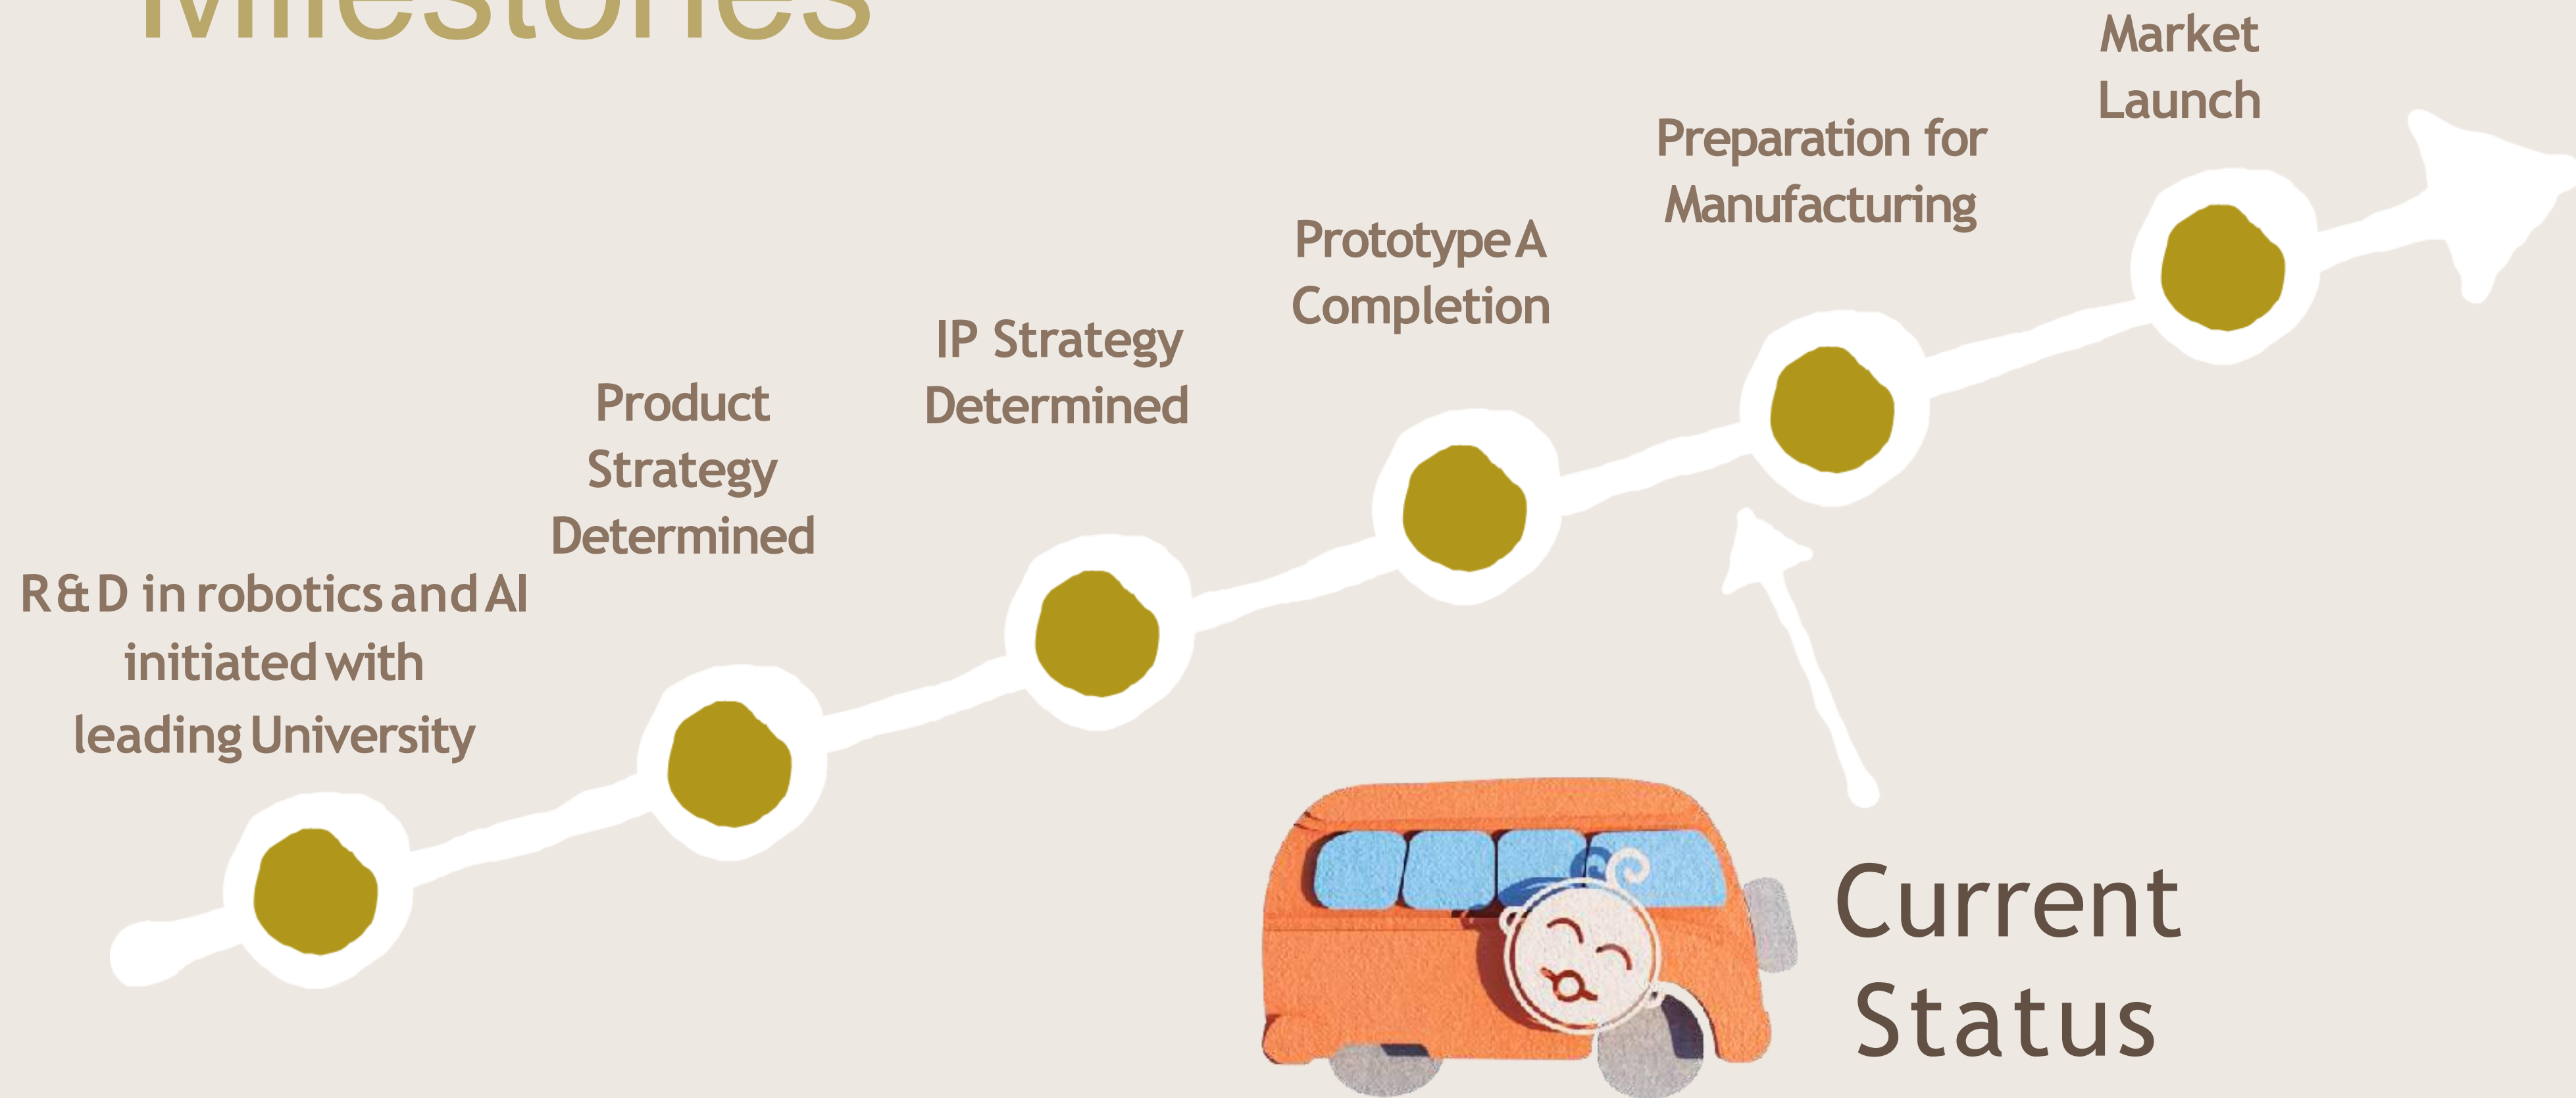 Milestones
Market
Launch
Preparation for
Manufacturing
Prototype A
Completion
IP Strategy
Determined
Product
Strategy
Determined
R&D in robotics and AI
initiated with
leading University
Current
Status